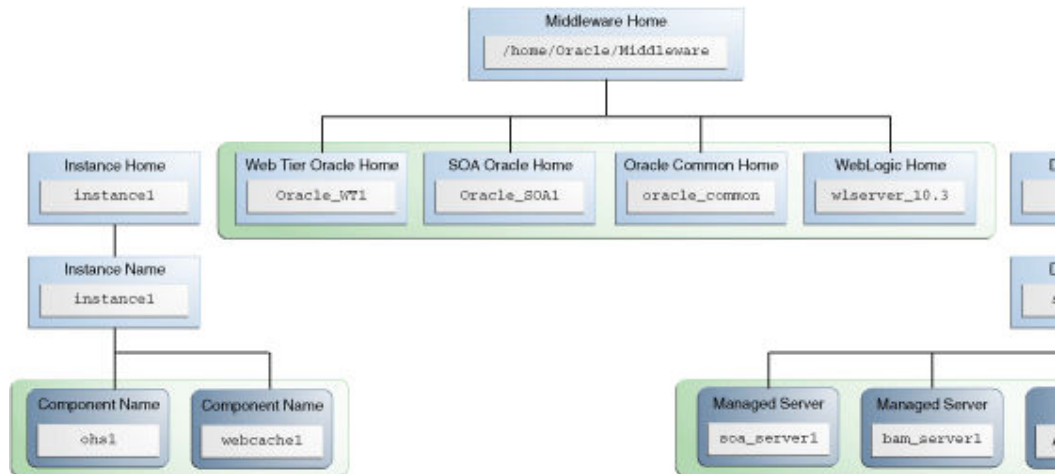 Middleware Home
/home/Oracle/Middleware
Instance Home
instance1
Web Tier Oracle Home
Oracle_WT1
SOA Oracle Home
Oracle_SOA1
Oracle Common Home
oracle_common
WebLogic Home
wlserver_10.3
Instance Name
instance1
Component Name
ohs1
Component Name
webcache1
Managed Server
soa_server1
Managed Server
bam_server1